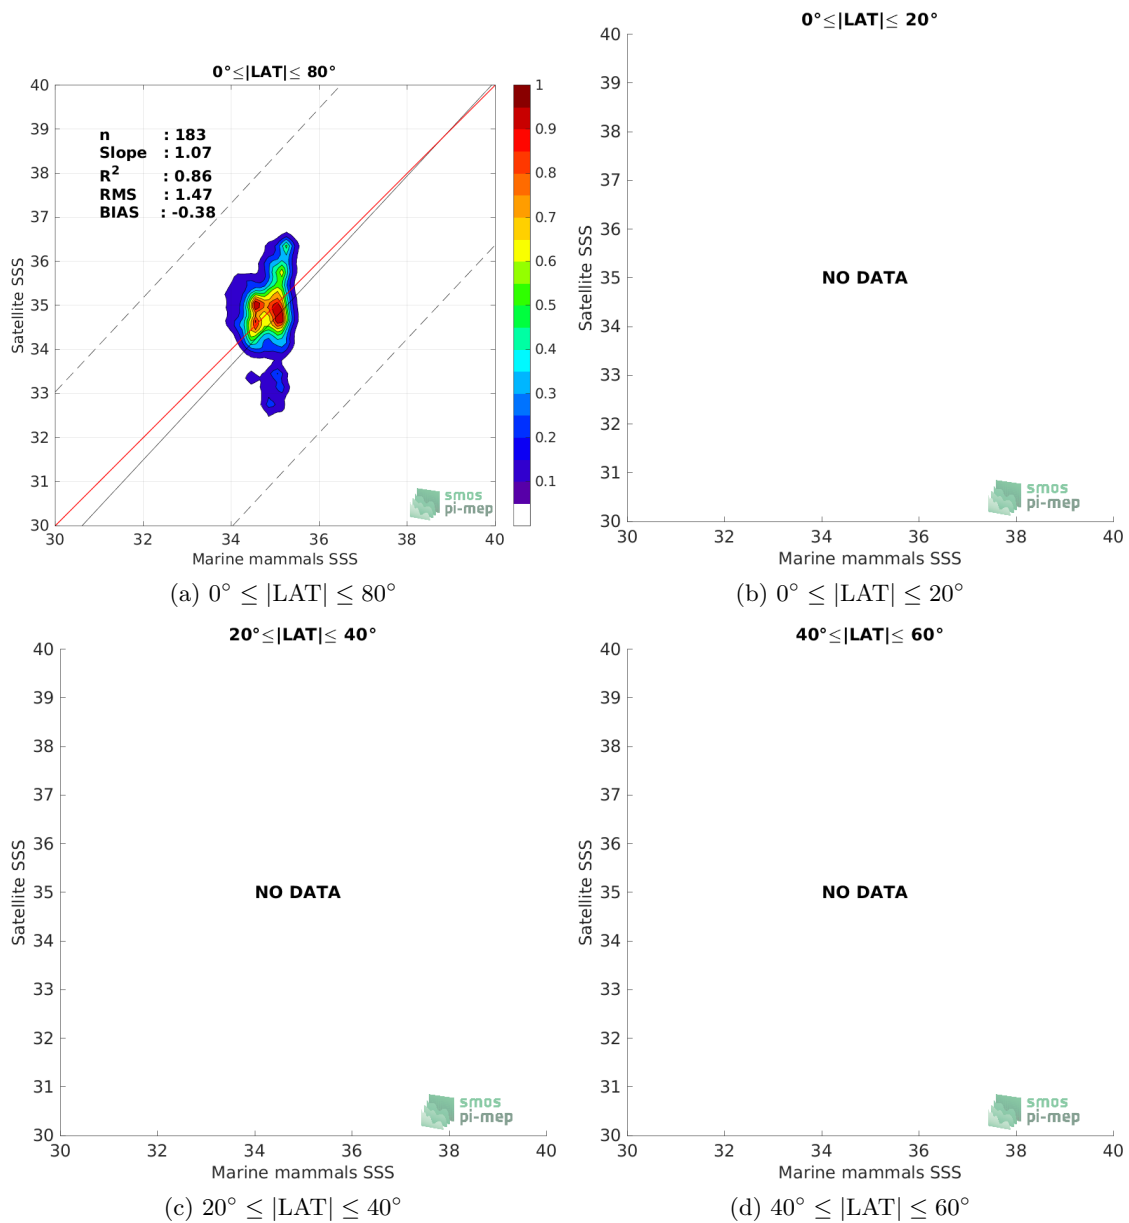 0°≤|LAT|≤ 80°
40
39
38
37
36
35
34
33
32
31
30
Satellite SSS
n : 183
Slope : 1.07
R² : 0.86
RMS : 1.47
BIAS : -0.38
1
0.9
0.8
0.7
0.6
0.5
0.4
0.3
0.2
0.1
smos
pi-mep
30 32 34 36 38 40
Marine mammals SSS
(a) 0° ≤ |LAT| ≤ 80°
0°≤|LAT|≤ 20°
40
39
38
37
36
35
34
33
32
31
30
Satellite SSS
NO DATA
smos
pi-mep
30 32 34 36 38 40
Marine mammals SSS
(b) 0° ≤ |LAT| ≤ 20°
20°≤|LAT|≤ 40°
40
39
38
37
36
35
34
33
32
31
30
Satellite SSS
NO DATA
smos
pi-mep
30 32 34 36 38 40
Marine mammals SSS
(c) 20° ≤ |LAT| ≤ 40°
40°≤|LAT|≤ 60°
40
39
38
37
36
35
34
33
32
31
30
Satellite SSS
NO DATA
smos
pi-mep
30 32 34 36 38 40
Marine mammals SSS
(d) 40° ≤ |LAT| ≤ 60°